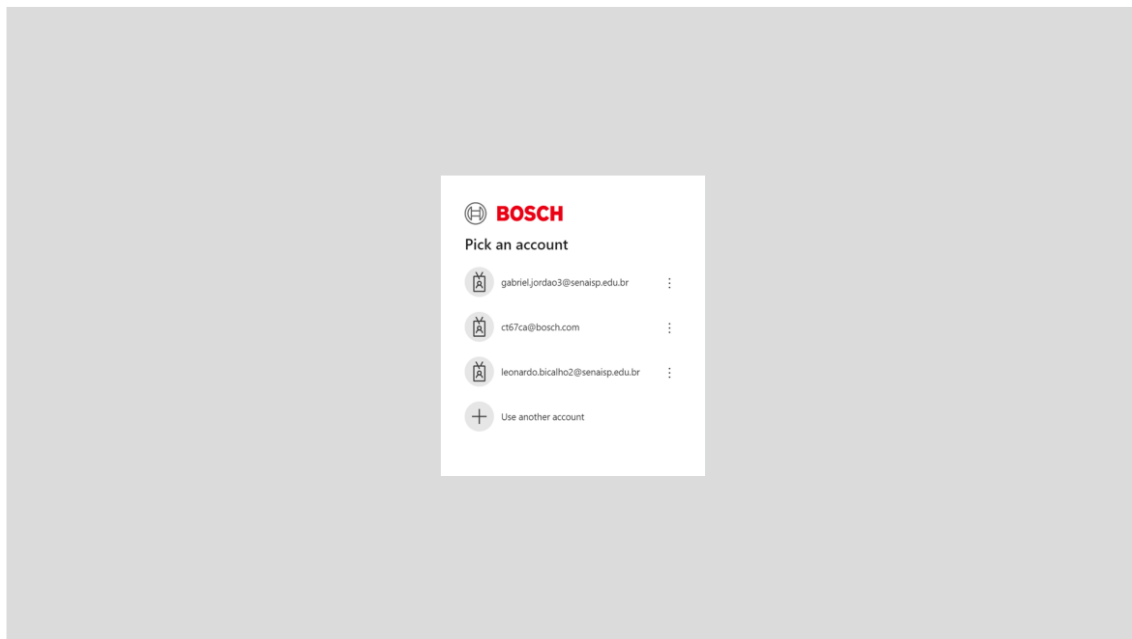 BOSCH
Pick an account
gabriel.jordao3@senaisp.edu.br
ct67ca@bosch.com
leonardo.bicalho2@senaisp.edu.br
Use another account